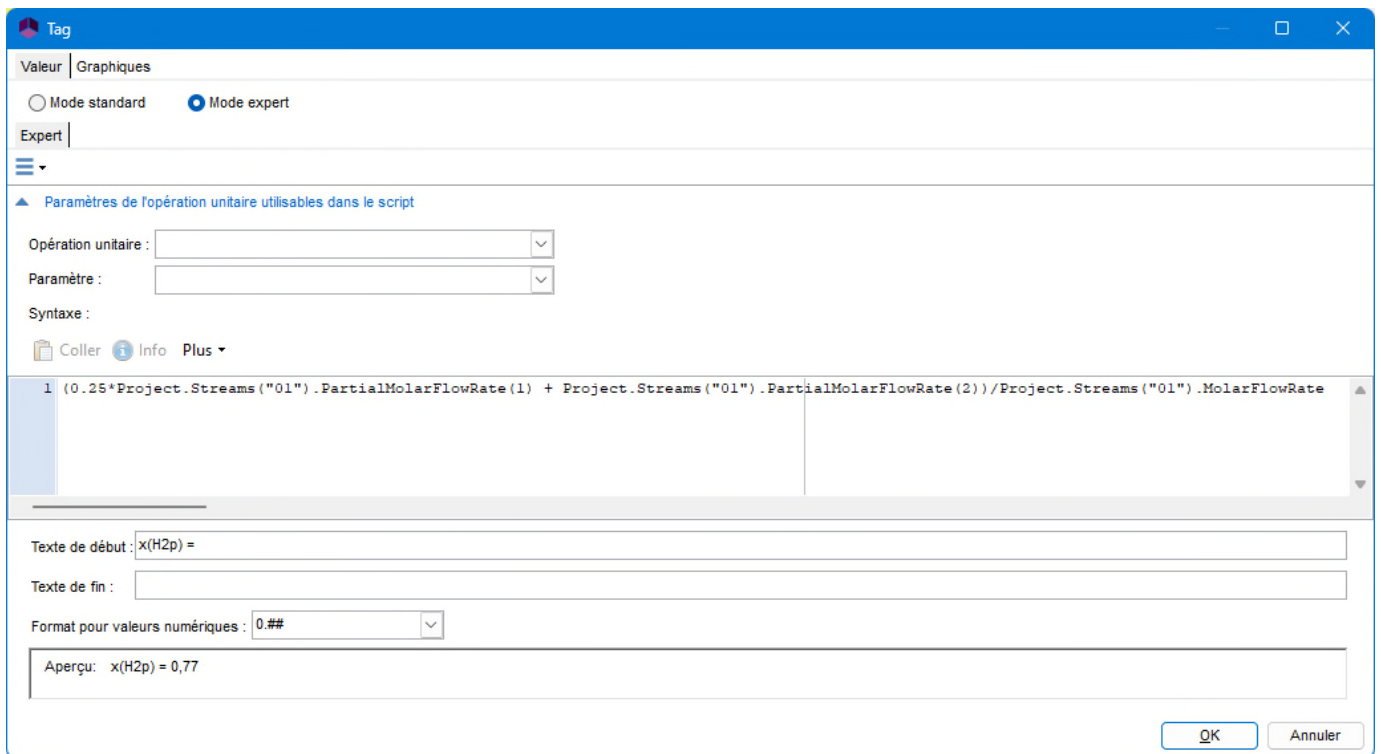 Tag
Valeur Graphiques
Mode standard Mode expert
Expert
Paramètres de l'opération unitaire utilisables dans le script
Opération unitaire :
Paramètre :
Syntaxe :
Coller Info Plus
1 (0.25*Project.Streams("01").PartialMolarFlowRate(1) + Project.Streams("01").PartialMolarFlowRate(2))/Project.Streams("01").MolarFlowRate
Texte de début : x(H2p) =
Texte de fin :
Format pour valeurs numériques : 0.##
Aperçu: x(H2p) = 0,77
OK Annuler